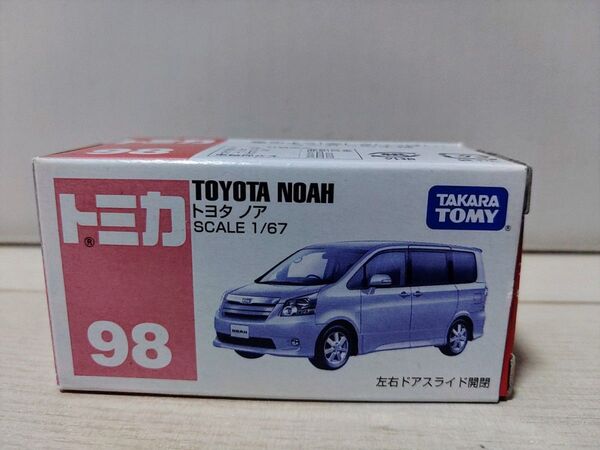 98
トミカ
®
98
TOYOTA NOAH
トヨタ ノア
SCALE 1/67
TAKARA
TOMY
®
NOAH
左右ドアスライド開閉